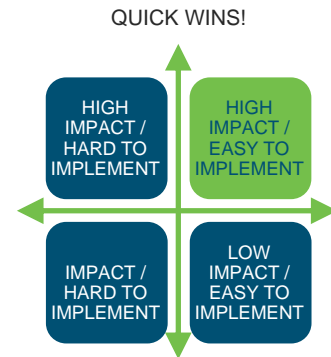 QUICK WINS!
HIGH
IMPACT /
HARD TO
IMPLEMENT
HIGH
IMPACT /
EASY TO
IMPLEMENT
IMPACT /
HARD TO
IMPLEMENT
LOW
IMPACT /
EASY TO
IMPLEMENT